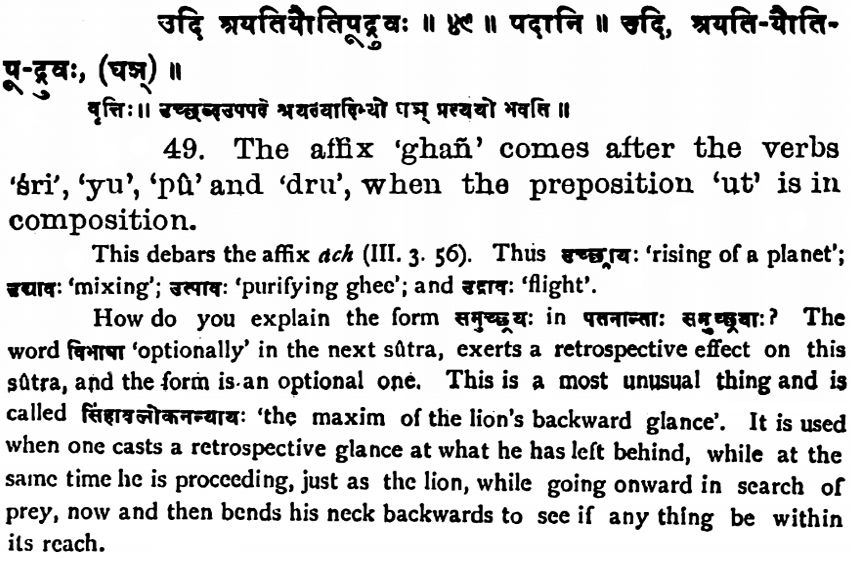 उदि श्रयतियौतिपूद्रुवः ॥ ४९ ॥ पदानि ॥ उदि, श्रयति-यौति-
पू-द्रुवः, (घञ्) ॥
वृत्तिः॥ उच्छब्दउपपदे श्रयत्यादिभ्यो घञ् प्रत्ययो भवति ॥
49. The affix 'ghañ' comes after the verbs
'śri', 'yu', 'pû' and 'dru', when the preposition 'ut' is in
composition.
This debars the affix ach (III. 3. 56). Thus उच्छ्रायः 'rising of a planet';
उद्यावः 'mixing'; उत्पावः 'purifying ghee'; and उद्रावः 'flight'.
How do you explain the form समुच्छ्रयः in पतनान्ताः समुच्छ्रयाः? The
word विभाषा 'optionally' in the next sûtra, exerts a retrospective effect on this
sûtra, and the form is an optional one. This is a most unusual thing and is
called सिंहावलोकनन्यायः 'the maxim of the lion's backward glance'. It is used
when one casts a retrospective glance at what he has left behind, while at the
same time he is proceeding, just as the lion, while going onward in search of
prey, now and then bends his neck backwards to see if any thing be within
its reach.